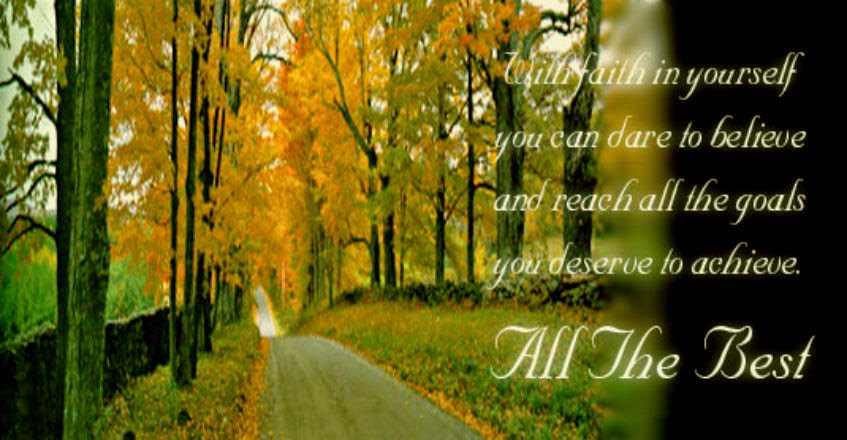 With faith in yourself
you can dare to believe
and reach all the goals
you deserve to achieve.
All The Best